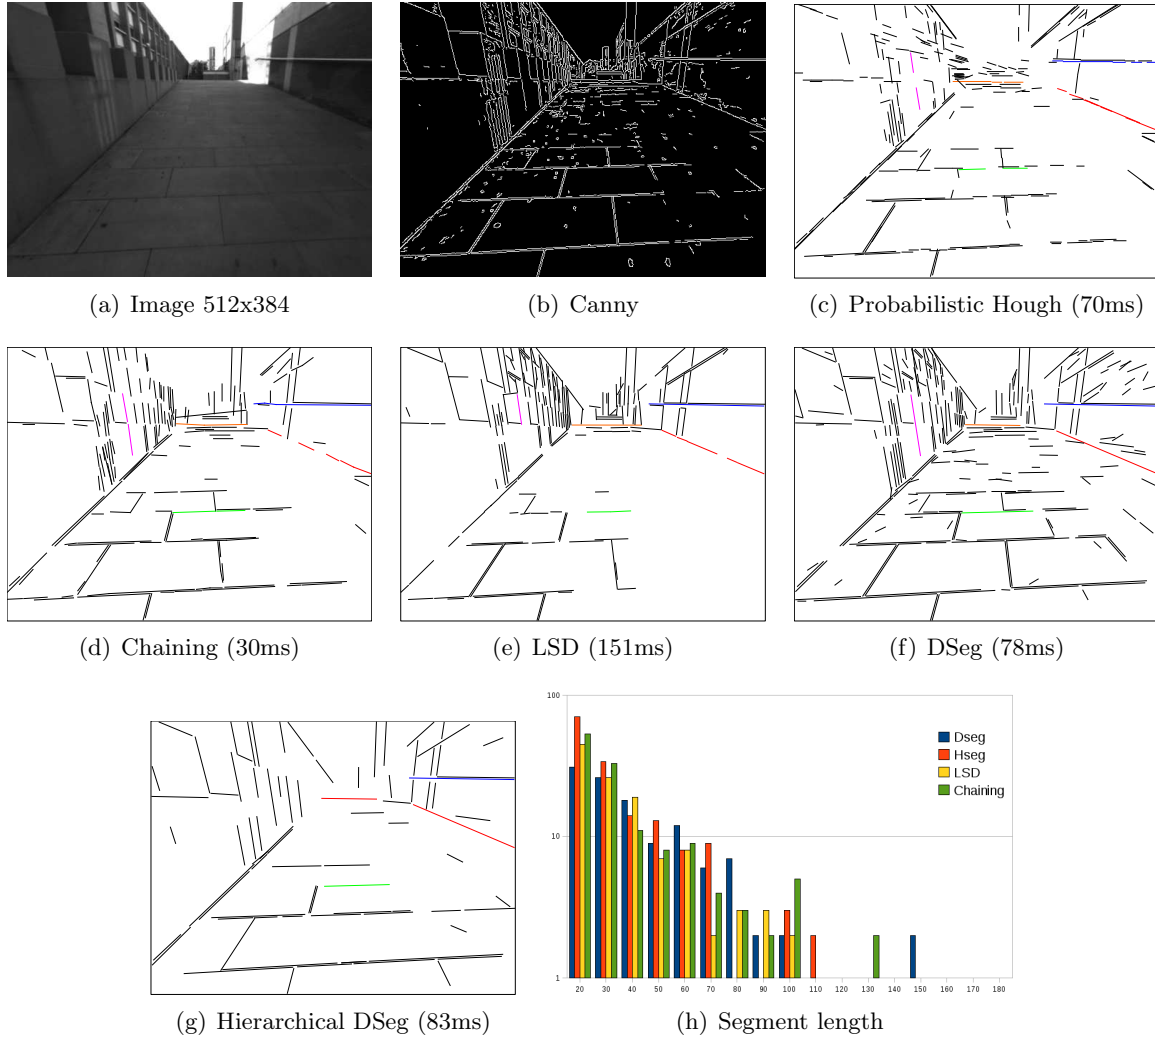 (a) Image 512x384
(b) Canny
(c) Probabilistic Hough (70ms)
(d) Chaining (30ms)
(e) LSD (151ms)
(f) DSeg (78ms)
100
10
1
Dseg
Hseg
LSD
Chaining
20 30 40 50 60 70 80 90 100 110 120 130 140 150 160 170 180
(g) Hierarchical DSeg (83ms)
(h) Segment length